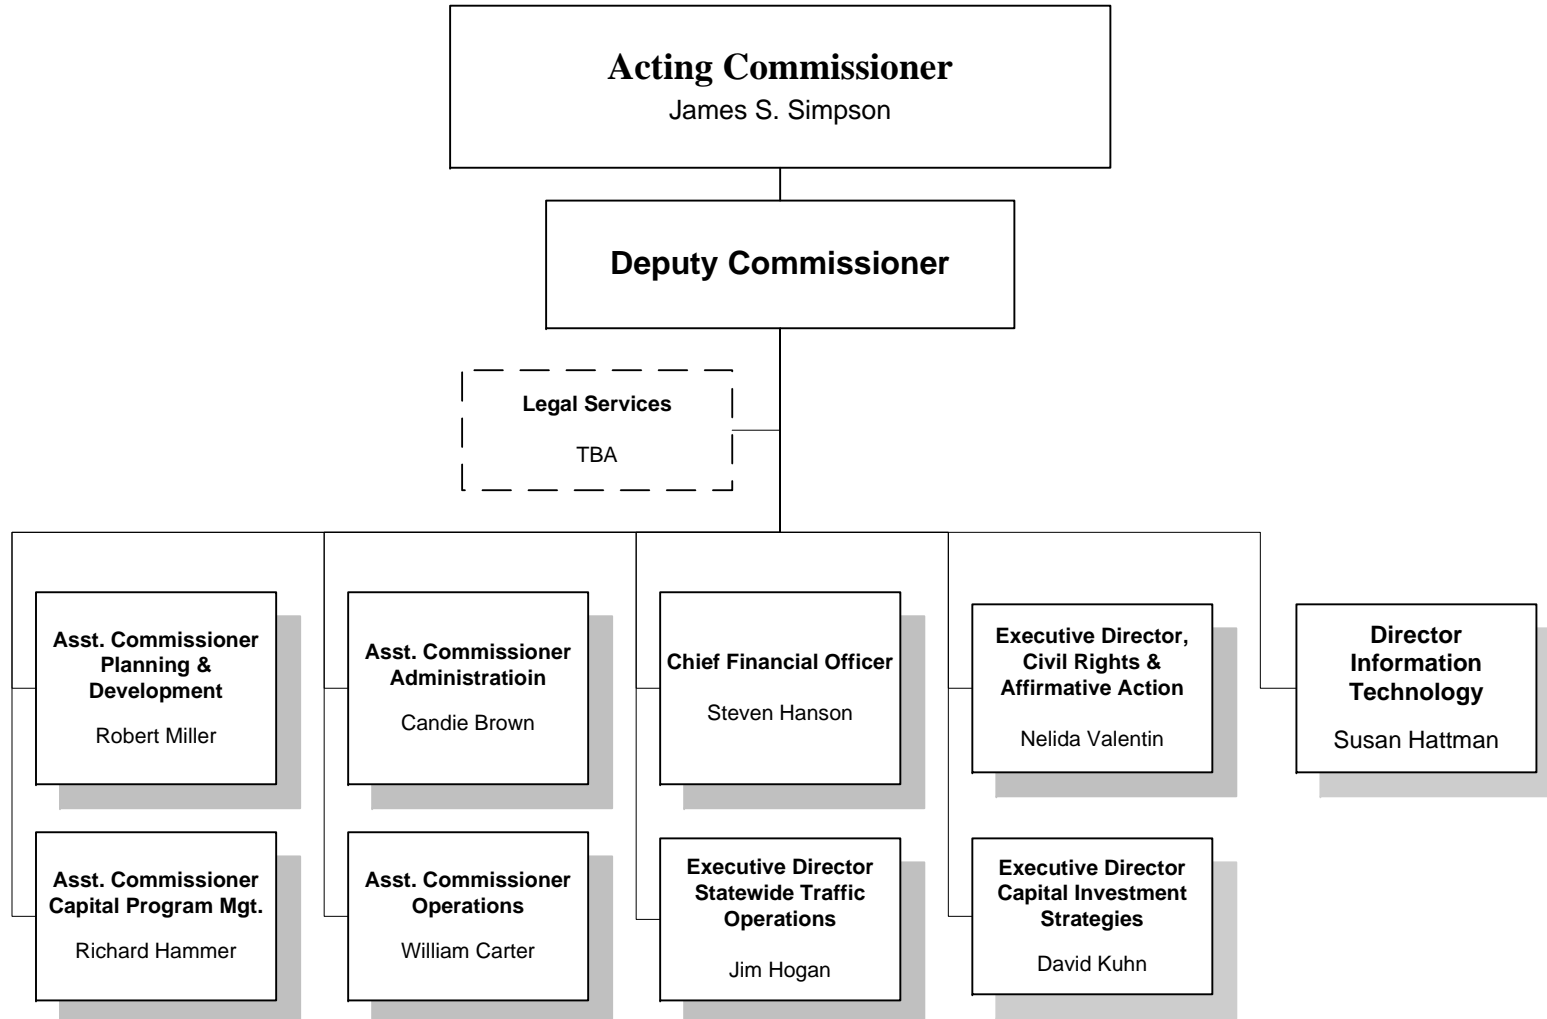 Acting Commissioner
James S. Simpson
Deputy Commissioner
Legal Services
TBA
Asst. Commissioner
Planning &
Development
Robert Miller
Asst. Commissioner
Administratioin
Candie Brown
Chief Financial Officer
Steven Hanson
Executive Director,
Civil Rights &
Affirmative Action
Nelida Valentin
Director
Information
Technology
Susan Hattman
Asst. Commissioner
Capital Program Mgt.
Richard Hammer
Asst. Commissioner
Operations
William Carter
Executive Director
Statewide Traffic
Operations
Jim Hogan
Executive Director
Capital Investment
Strategies
David Kuhn